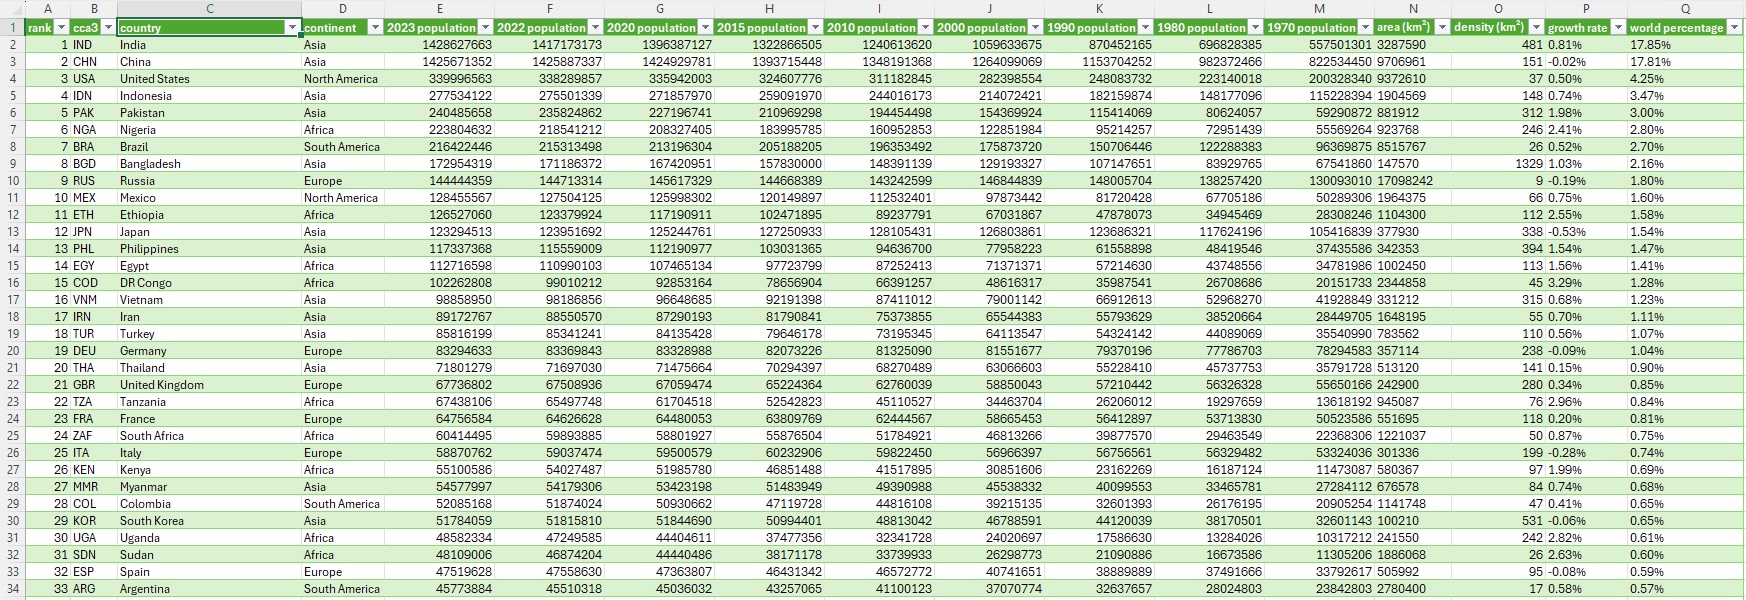 A B C D E F G H I J K L M N O P Q
1 rank cca3 country continent 2023 population 2022 population 2020 population 2015 population 2010 population 2000 population 1990 population 1980 population 1970 population area (km²) density (km²) growth rate world percentage
2 1 IND India Asia 1428627663 1417173173 1396387127 1322866505 1240613620 1059633675 870452165 696828385 557501301 3287590 481 0.81% 17.85%
3 2 CHN China Asia 1425671352 1425887337 1424929781 1393715448 1348191368 1264099069 1153704252 982372466 822534450 9706961 151 -0.02% 17.81%
4 3 USA United States North America 339996563 338289857 335942003 324607776 311182845 282398554 248083732 223140018 200328340 9372610 37 0.50% 4.25%
5 4 IDN Indonesia Asia 277534122 275501339 271857970 259091970 244016173 214072421 182159874 148177096 115228394 1904569 148 0.74% 3.47%
6 5 PAK Pakistan Asia 240485658 235824862 227196741 210969298 194454498 154369924 115414069 80624057 59290872 881912 312 1.98% 3.00%
7 6 NGA Nigeria Africa 223804632 218541212 208327405 183995785 160952853 122851984 95214257 72951439 55569264 923768 246 2.41% 2.80%
8 7 BRA Brazil South America 216422446 215313498 213196304 205188205 196353492 175873720 150706446 122288383 96369875 8515767 26 0.52% 2.70%
9 8 BGD Bangladesh Asia 172954319 171186372 167420951 157830000 148391139 129193327 107147651 83929765 67541860 147570 1329 1.03% 2.16%
10 9 RUS Russia Europe 144444359 144713314 145617329 144668389 143242599 146844839 148005704 138257420 130093010 17098242 9 -0.19% 1.80%
11 10 MEX Mexico North America 128455567 127504125 125998302 120149897 112532401 97873442 81720428 67705186 50289306 1964375 66 0.75% 1.60%
12 11 ETH Ethiopia Africa 126527060 123379924 117190911 102471895 89237791 67031867 47878073 34945469 28308246 1104300 112 2.55% 1.58%
13 12 JPN Japan Asia 123294513 123951692 125244761 127250933 128105431 126803861 123686321 117624196 105416839 377930 338 -0.53% 1.54%
14 13 PHL Philippines Asia 117337368 115559009 112190977 103031365 94636700 77958223 61558898 48419546 37435586 342353 394 1.54% 1.47%
15 14 EGY Egypt Africa 112716598 110990103 107465134 97723799 87252413 71371371 57214630 43748556 34781986 1002450 113 1.56% 1.41%
16 15 COD DR Congo Africa 102262808 99010212 92853164 78656904 66391257 48616317 35987541 26708686 20151733 2344858 45 3.29% 1.28%
17 16 VNM Vietnam Asia 98858950 98186856 96648685 92191398 87411012 79001142 66912613 52968270 41928849 331212 315 0.68% 1.23%
18 17 IRN Iran Asia 89172767 88550570 87290193 81790841 75373855 65544383 55793629 38520664 28449705 1648195 55 0.70% 1.11%
19 18 TUR Turkey Asia 85816199 85341241 84135428 79646178 73195345 64113547 54324142 44089069 35540990 783562 110 0.56% 1.07%
20 19 DEU Germany Europe 83294633 83369843 83328988 82073226 81325090 81551677 79370196 77786703 78294583 357114 238 -0.09% 1.04%
21 20 THA Thailand Asia 71801279 71697030 71475664 70294397 68270489 63066603 55228410 45737753 35791728 513120 141 0.15% 0.90%
22 21 GBR United Kingdom Europe 67736802 67508936 67059474 65224364 62760039 58850043 57210442 56326328 55650166 242900 280 0.34% 0.85%
23 22 TZA Tanzania Africa 67438106 65497748 61704518 52542823 45110527 34463704 26206012 19297659 13618192 945087 76 2.96% 0.84%
24 23 FRA France Europe 64756584 64626628 64480053 63809769 62444567 58665453 56412897 53713830 50523586 551695 118 0.20% 0.81%
25 24 ZAF South Africa Africa 60414495 59893885 58801927 55876504 51784921 46813266 39877570 29463549 22368306 1221037 50 0.87% 0.75%
26 25 ITA Italy Europe 58870762 59037474 59500579 60232906 59822450 56966397 56756561 56329482 53324036 301336 199 -0.28% 0.74%
27 26 KEN Kenya Africa 55100586 54027487 51985780 46851488 41517895 30851606 23162269 16187124 11473087 580367 97 1.99% 0.69%
28 27 MMR Myanmar Asia 54577997 54179306 53423198 51483949 49390988 45538332 40099553 33465781 27284112 676578 84 0.74% 0.68%
29 28 COL Colombia South America 52085168 51874024 50930662 47119728 44816108 39215135 32601393 26176195 20905254 1141748 47 0.41% 0.65%
30 29 KOR South Korea Asia 51784059 51815810 51844690 50994401 48813042 46788591 44120039 38170501 32601143 100210 531 -0.06% 0.65%
31 30 UGA Uganda Africa 48582334 47249585 44404611 37477356 32341728 24020697 17586630 13284026 10317212 241550 242 2.82% 0.61%
32 31 SDN Sudan Africa 48109006 46874204 44440486 38171178 33739933 26298773 21090886 16673586 11305206 1886068 26 2.63% 0.60%
33 32 ESP Spain Europe 47519628 47558630 47363807 46431342 46572772 40741651 38889889 37491666 33792617 505992 95 -0.08% 0.59%
34 33 ARG Argentina South America 45773884 45510318 45036032 43257065 41100123 37070774 32637657 28024803 23842803 2780400 17 0.58% 0.57%